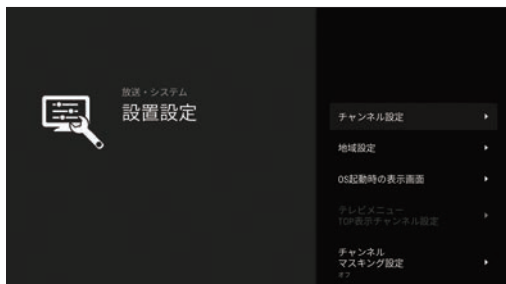 放送・システム
設置設定
チャンネル設定
地域設定
OS起動時の表示画面
テレビメニュー
TOP表示チャンネル設定
チャンネル
マスキング設定
オフ